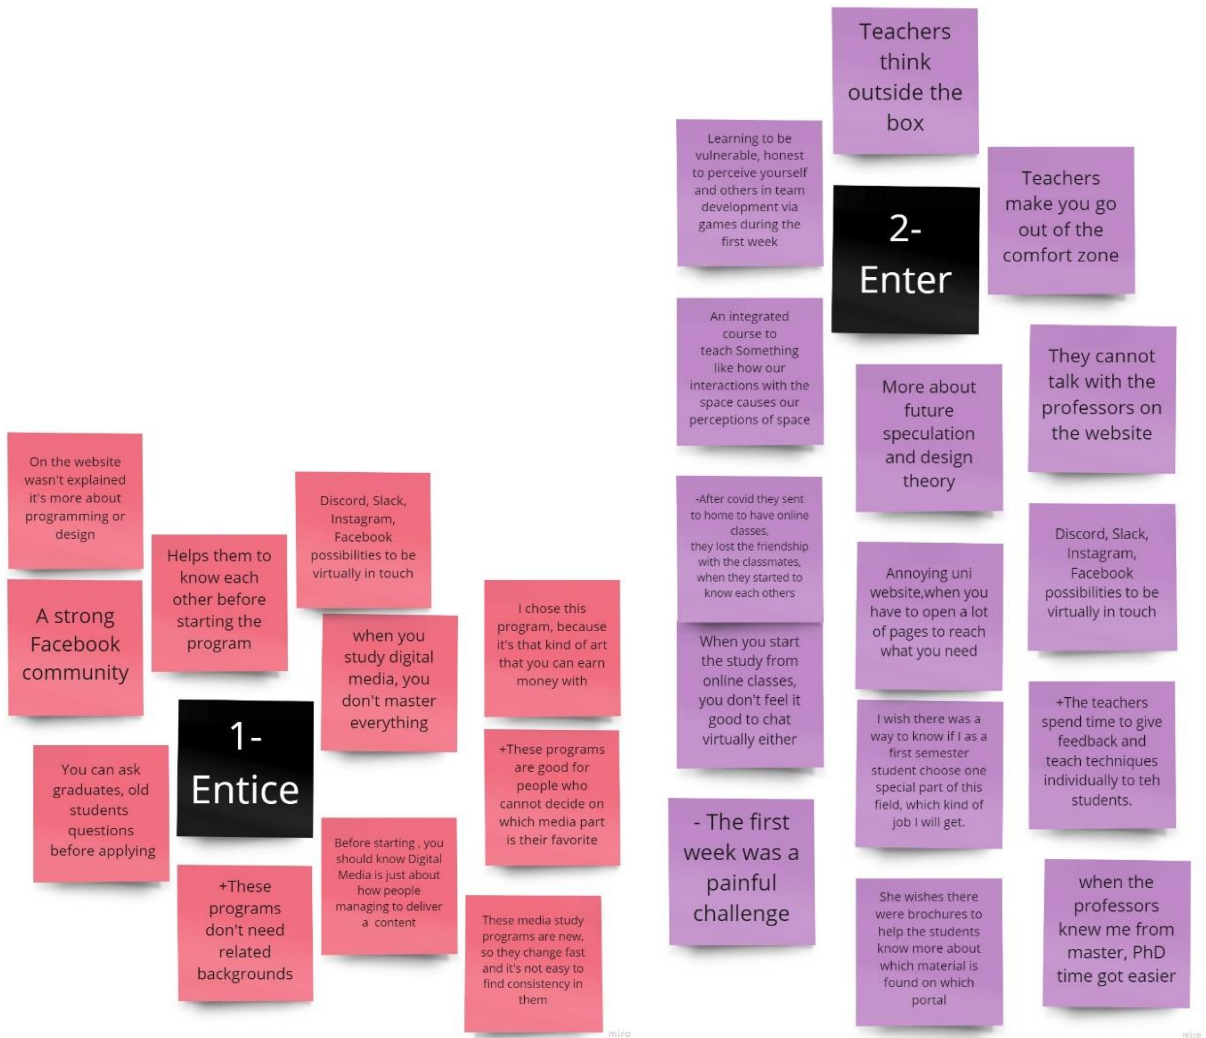 On the website
wasn't explained
it's more about
programming or
design
A strong
Facebook
community
Helps them to
know each
other before
starting the
program
Discord, Slack,
Instagram,
Facebook
possibilities to be
virtually in touch
when you
study digital
media, you
don't master
everything
I chose this
program, because
it's that kind of art
that you can earn
money with
1-
Entice
You can ask
graduates, old
students
questions
before applying
+These programs
are good for
people who
cannot decide on
which media part
is their favorite
+These
programs
don't need
related
backgrounds
Before starting , you
should know Digital
Media is just about
how people
managing to deliver
a content
These media study
programs are new,
so they change fast
and it's not easy to
find consistency in
them
miro
Teachers
think
outside the
box
Learning to be
vulnerable, honest
to perceive yourself
and others in team
development via
games during the
first week
2-
Enter
Teachers
make you go
out of the
comfort zone
An integrated
course to
teach Something
like how our
interactions with the
space causes our
perceptions of space
More about
future
speculation
and design
theory
They cannot
talk with the
professors on
the website
-After covid they sent
to home to have online
classes,
they lost the friendship
with the classmates,
when they started to
know each others
When you start
the study from
online classes,
you don't feel it
good to chat
virtually either
Annoying uni
website,when you
have to open a lot
of pages to reach
what you need
Discord, Slack,
Instagram,
Facebook
possibilities to be
virtually in touch
I wish there was a
way to know if I as a
first semester
student choose one
special part of this
field, which kind of
job I will get.
+The teachers
spend time to give
feedback and
teach techniques
individually to teh
students.
- The first
week was a
painful
challenge
She wishes there
were brochures to
help the students
know more about
which material is
found on which
portal
when the
professors
knew me from
master, PhD
time got easier
miro